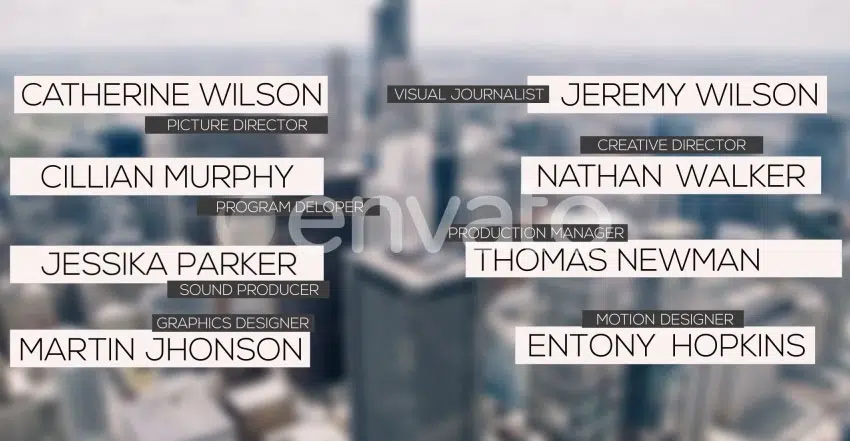 CATHERINE WILSON
PICTURE DIRECTOR
CILLIAN MURPHY
PROGRAM DELOPER
JESSIKA PARKER
SOUND PRODUCER
GRAPHICS DESIGNER
MARTIN JHONSON
VISUAL JOURNALIST
JEREMY WILSON
CREATIVE DIRECTOR
NATHAN WALKER
PRODUCTION MANAGER
THOMAS NEWMAN
MOTION DESIGNER
ENTONY HOPKINS
envato